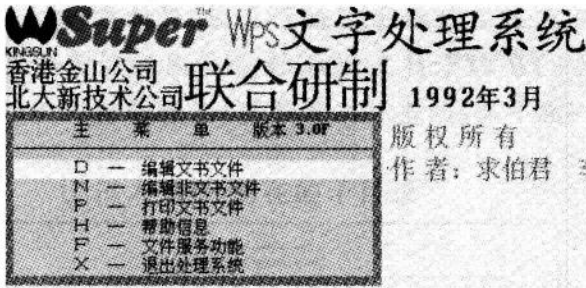 Super™ Wps文字处理系统
KINGSUN
香港金山公司
北大新技术公司联合研制 1992年3月
主 菜 单 版本 3.0F
版权所有
作者：求伯君
D — 编辑文书文件
N — 编辑非文书文件
P — 打印文书文件
H — 帮助信息
F — 文件服务功能
X — 退出处理系统